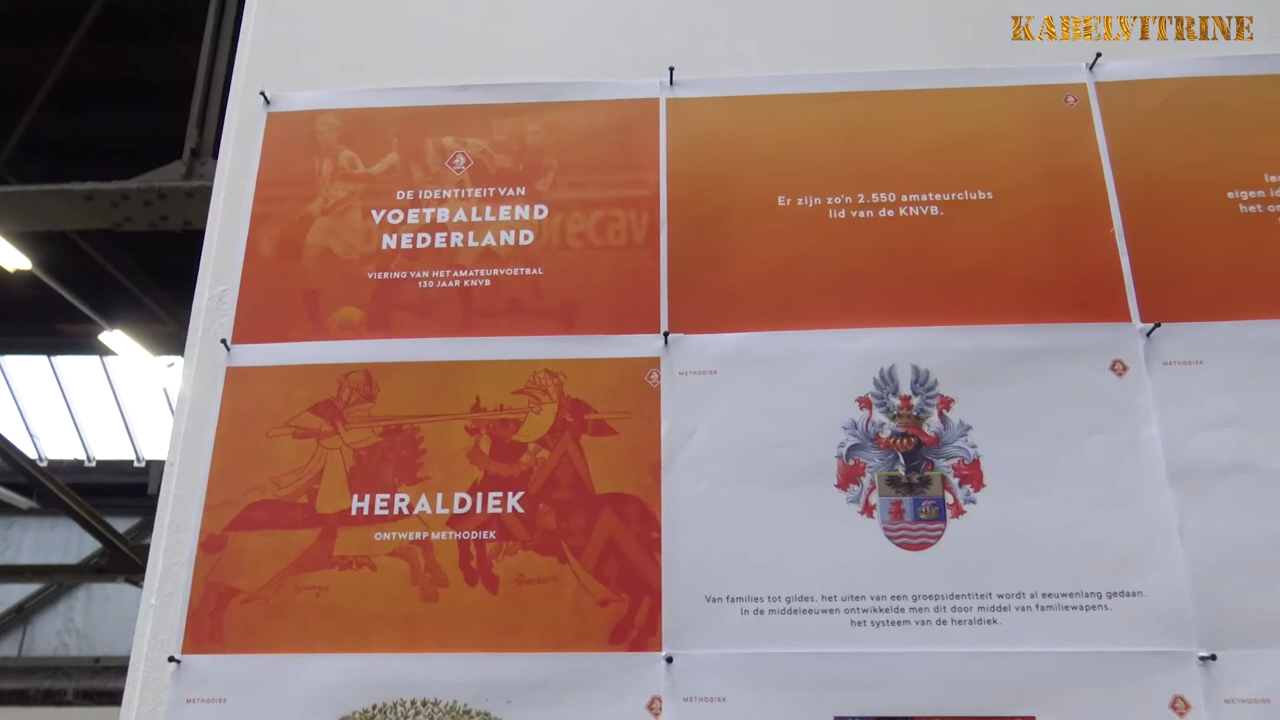 KABELVITRINE
DE IDENTITEIT VAN
VOETBALLEND
NEDERLAND
VIERING VAN HET AMATEURVOETBAL
130 JAAR KNVB
Er zijn zo'n 2.550 amateurclubs
lid van de KNVB.
eigen
HERALDIEK
ONTWERP METHODIEK
METHODIEK
Van families tot gildes, het uiten van een groepsidentiteit wordt al eeuwenlang gedaan.
In de middeleeuwen ontwikkelde men dit door middel van familiewapens,
het systeem van de heraldiek.
METHODIEK
METHODIEK
METHODIEK
METHODIEK